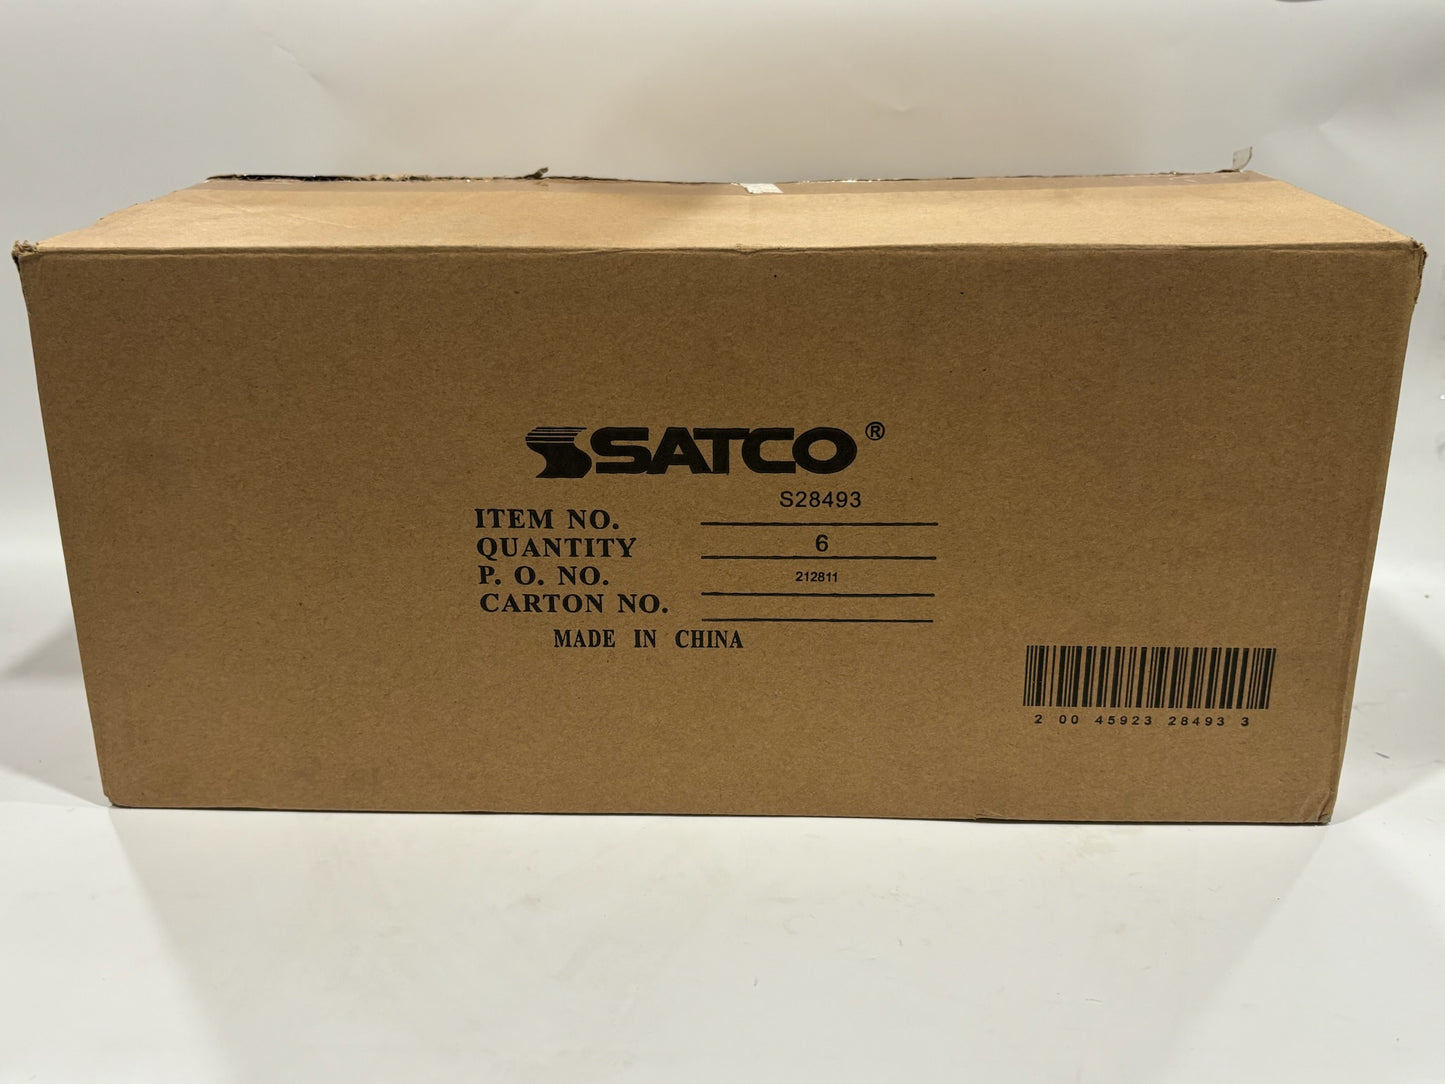 SATCO®
ITEM NO. S28493
QUANTITY 6
P. O. NO. 212811
CARTON NO.
MADE IN CHINA
2 00 45923 28493 3